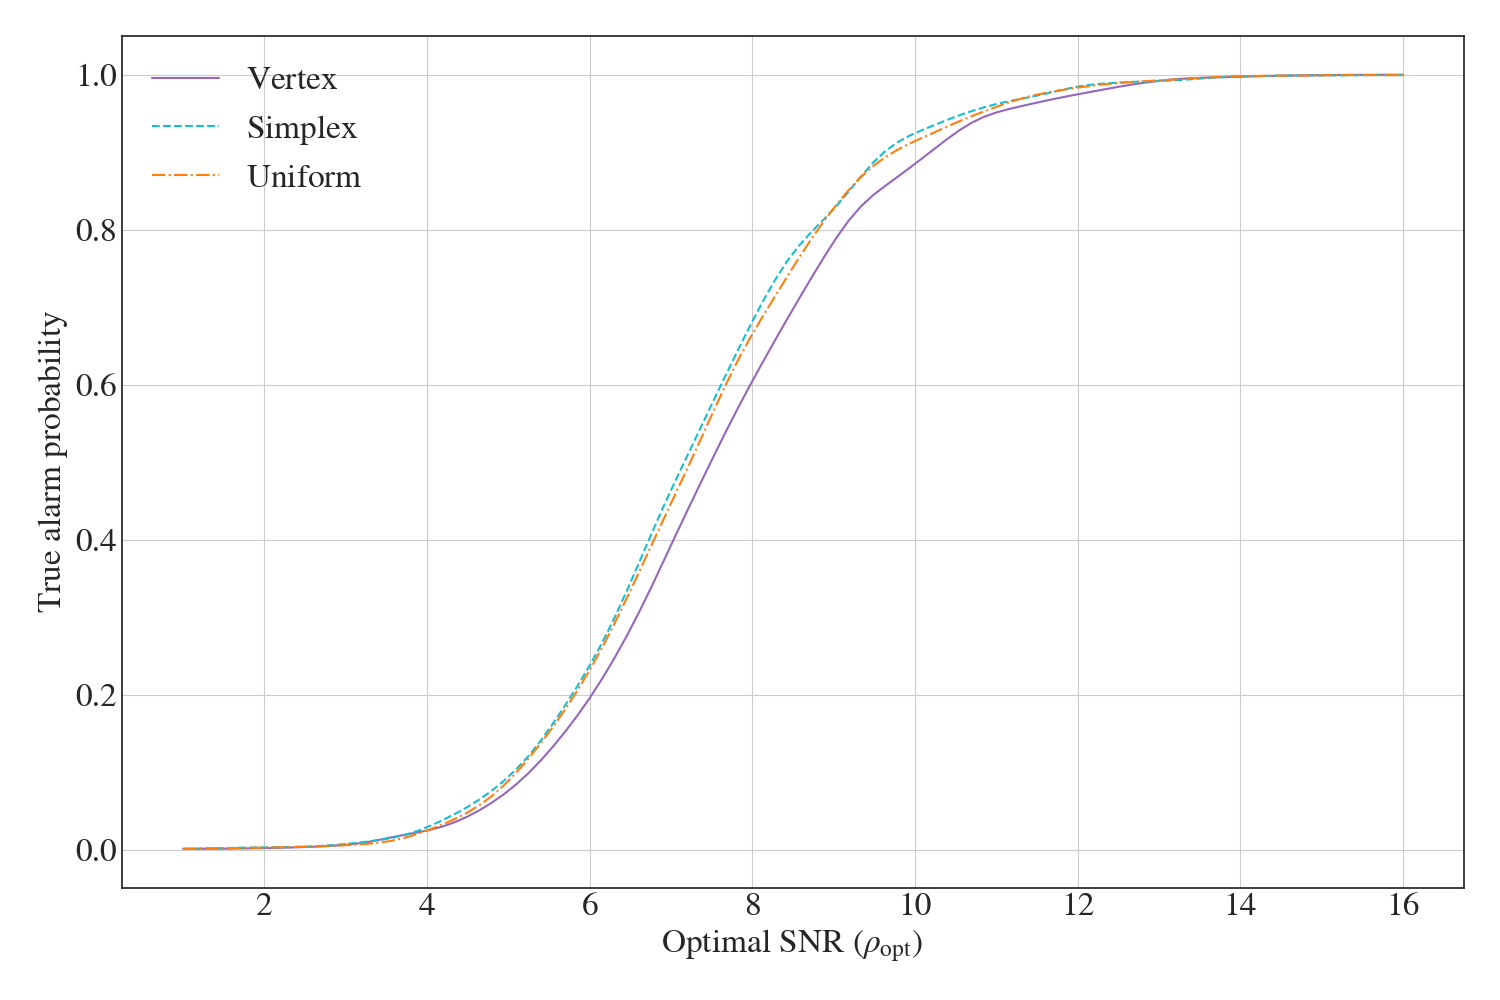 Vertex
Simplex
Uniform
1.0
0.8
0.6
0.4
0.2
0.0
True alarm probability
2 4 6 8 10 12 14 16
Optimal SNR (ρopt)